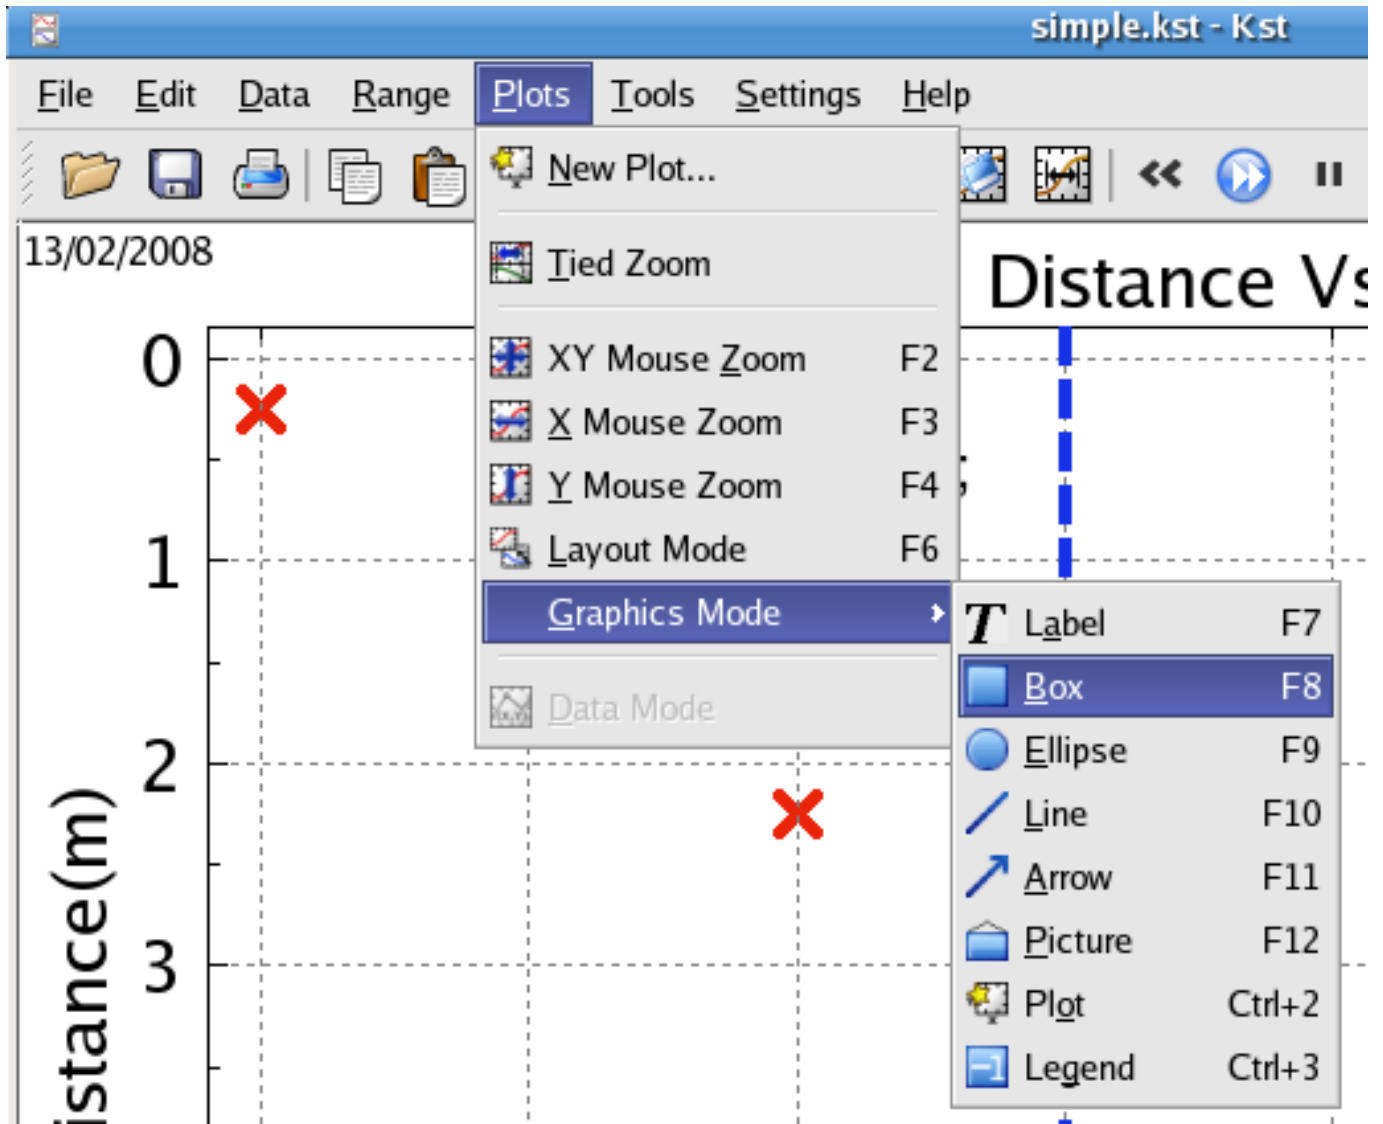 simple.kst - Kst
File Edit Data Range Plots Tools Settings Help
13/02/2008
Distance Vs
New Plot...
Tied Zoom
XY Mouse Zoom F2
X Mouse Zoom F3
Y Mouse Zoom F4
Layout Mode F6
Graphics Mode
Data Mode
Label F7
Box F8
Ellipse F9
Line F10
Arrow F11
Picture F12
Plot Ctrl+2
Legend Ctrl+3
0
1
2
3
istance(m)